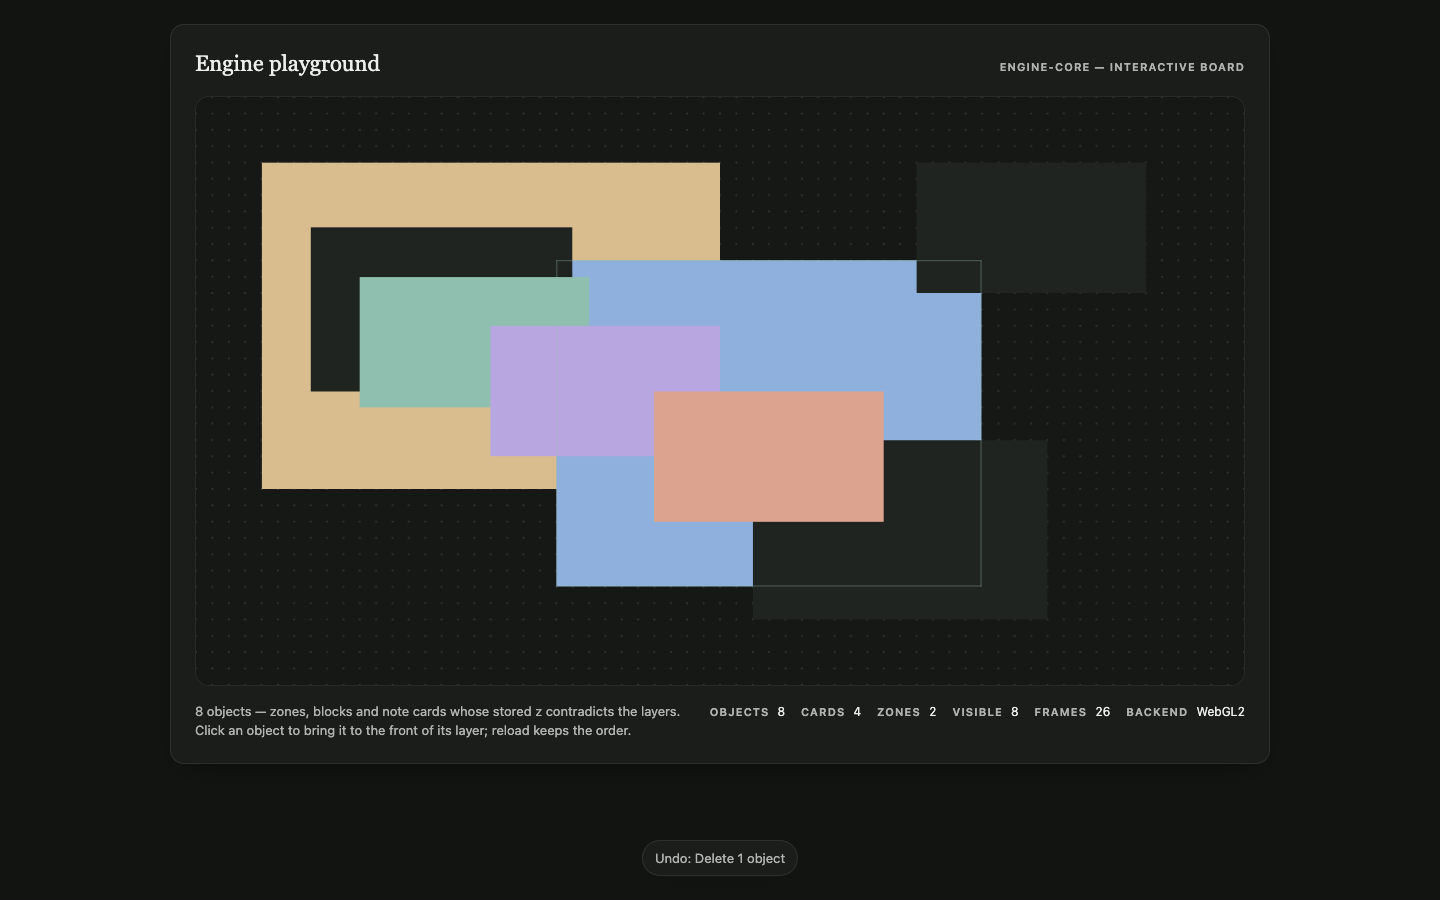 Engine playground
ENGINE-CORE — INTERACTIVE BOARD
8 objects — zones, blocks and note cards whose stored z contradicts the layers.
Click an object to bring it to the front of its layer; reload keeps the order.
OBJECTS 8 CARDS 4 ZONES 2 VISIBLE 8 FRAMES 26 BACKEND WebGL2
Undo: Delete 1 object